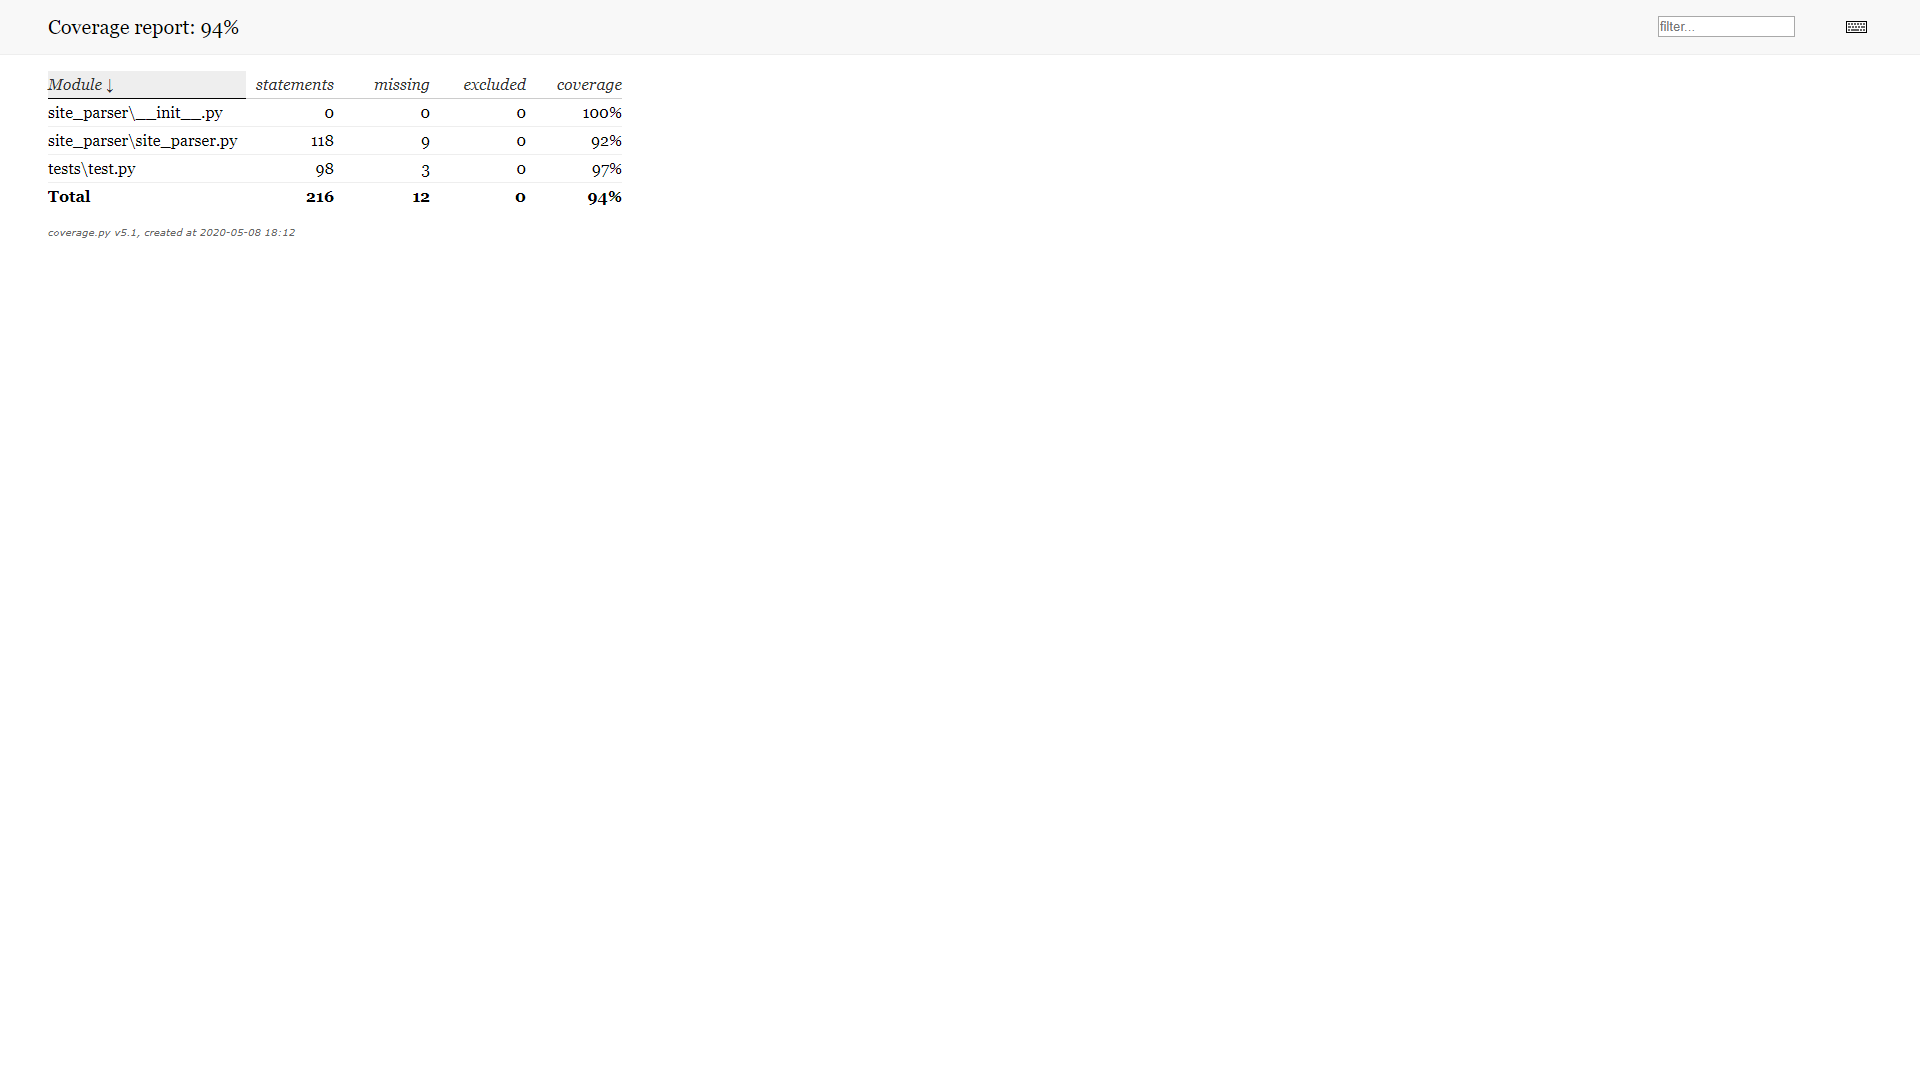 Coverage report: 94%
filter...
Module ↓ statements missing excluded coverage
site_parser\__init__.py 0 0 0 100%
site_parser\site_parser.py 118 9 0 92%
tests\test.py 98 3 0 97%
Total 216 12 0 94%
coverage.py v5.1, created at 2020-05-08 18:12